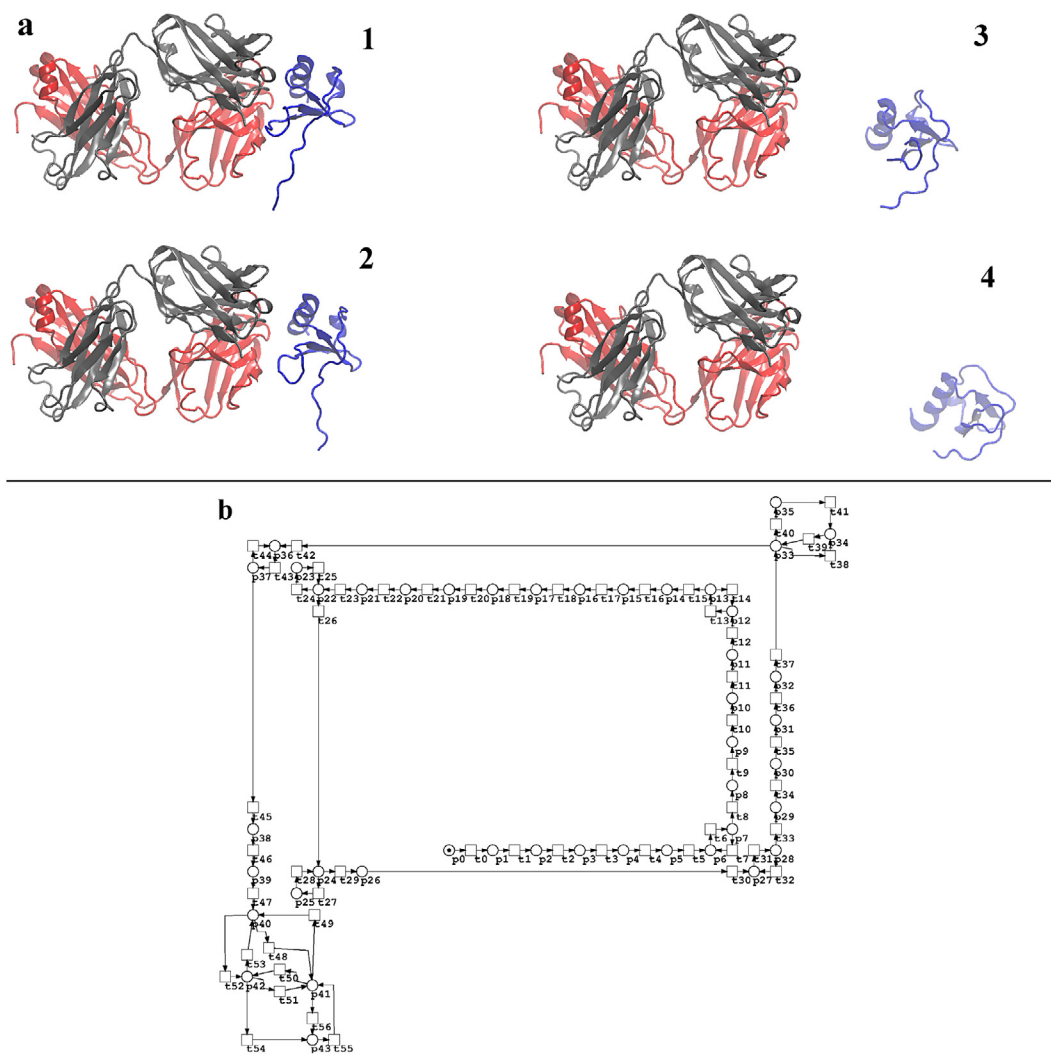 a
1
3
2
4
b
p35
t41
t40
p34
t44 p36 t42
p33
t39
t38
p37 t43 p23 t25
t24 p22 t23 p21 t22 p20 t21 p19 t20 p18 t19 p17 t18 p16 t17 p15 t16 p14 t15 p13 t14
t26
t13 p12
t12
p11
t37
t11
p32
p10
t36
t10
p31
p9
t35
t9
p30
p8
t34
t45
t8
p29
p38
t6 p7
t33
t46
p0 t0 p1 t1 p2 t2 p3 t3 p4 t4 p5 t5 p6 t7 t31 p28
p39
t28 p24 t29 p26
t30 p27 t32
t47
p25 t27
p40
t49
t48
t53
t50
t52 p42
t51
p41
t56
t54
p43 t55